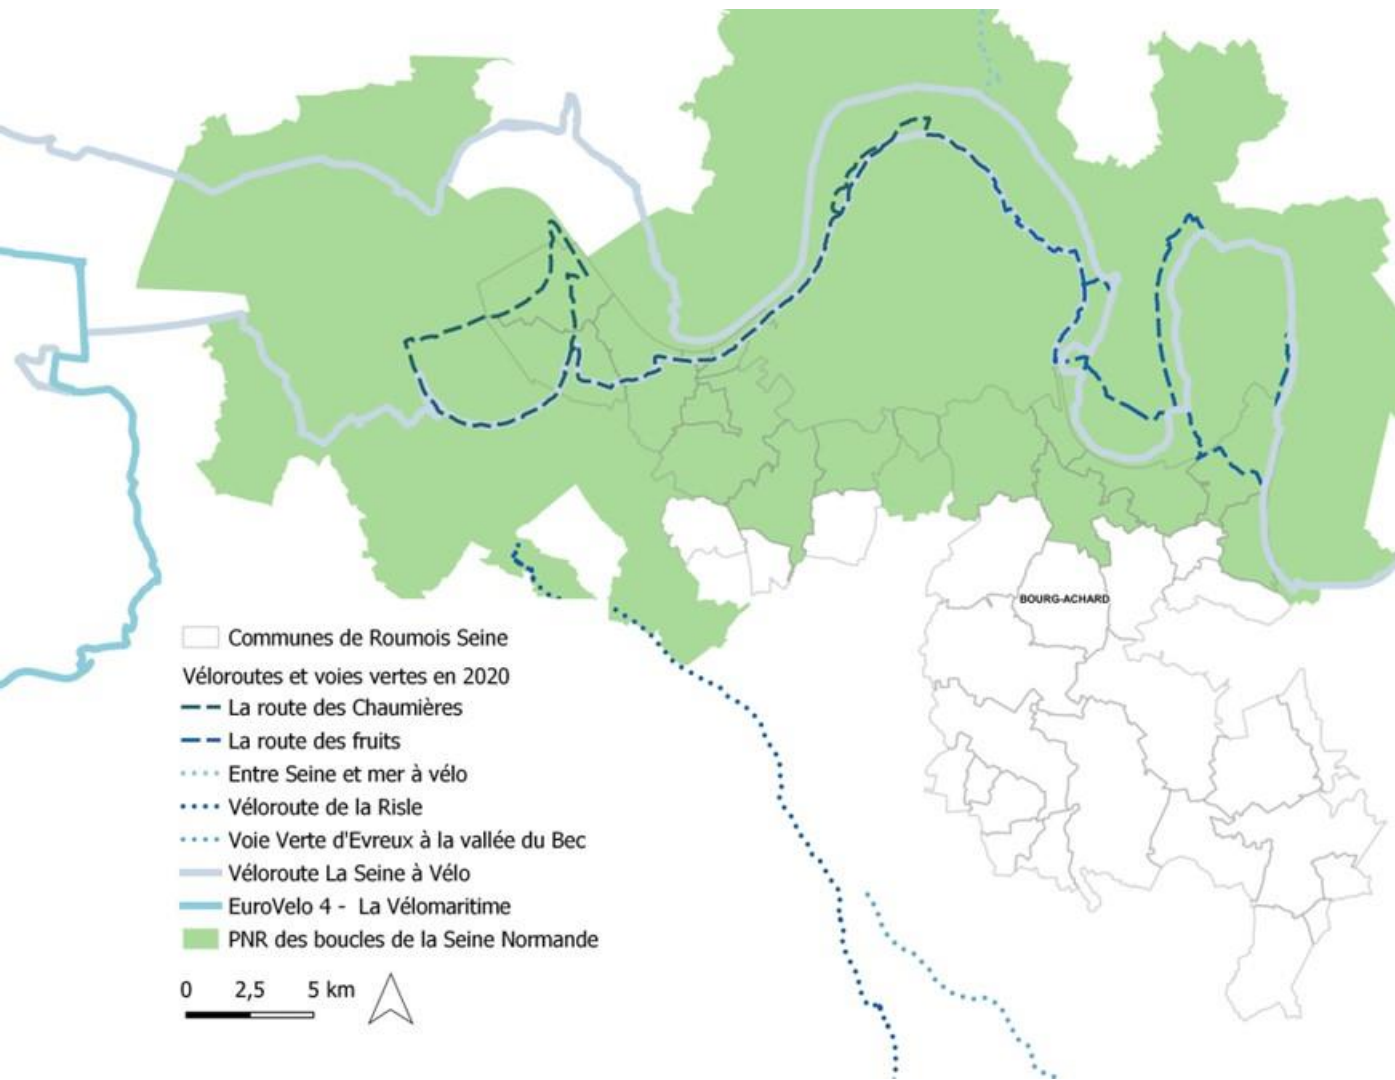 BOURG-ACHARD
Communes de Roumois Seine
Véloroutes et voies vertes en 2020
La route des Chaumières
La route des fruits
Entre Seine et mer à vélo
Véloroute de la Risle
Voie Verte d'Evreux à la vallée du Bec
Véloroute La Seine à Vélo
EuroVelo 4 - La Vélomaritime
PNR des boucles de la Seine Normande
0 2,5 5 km